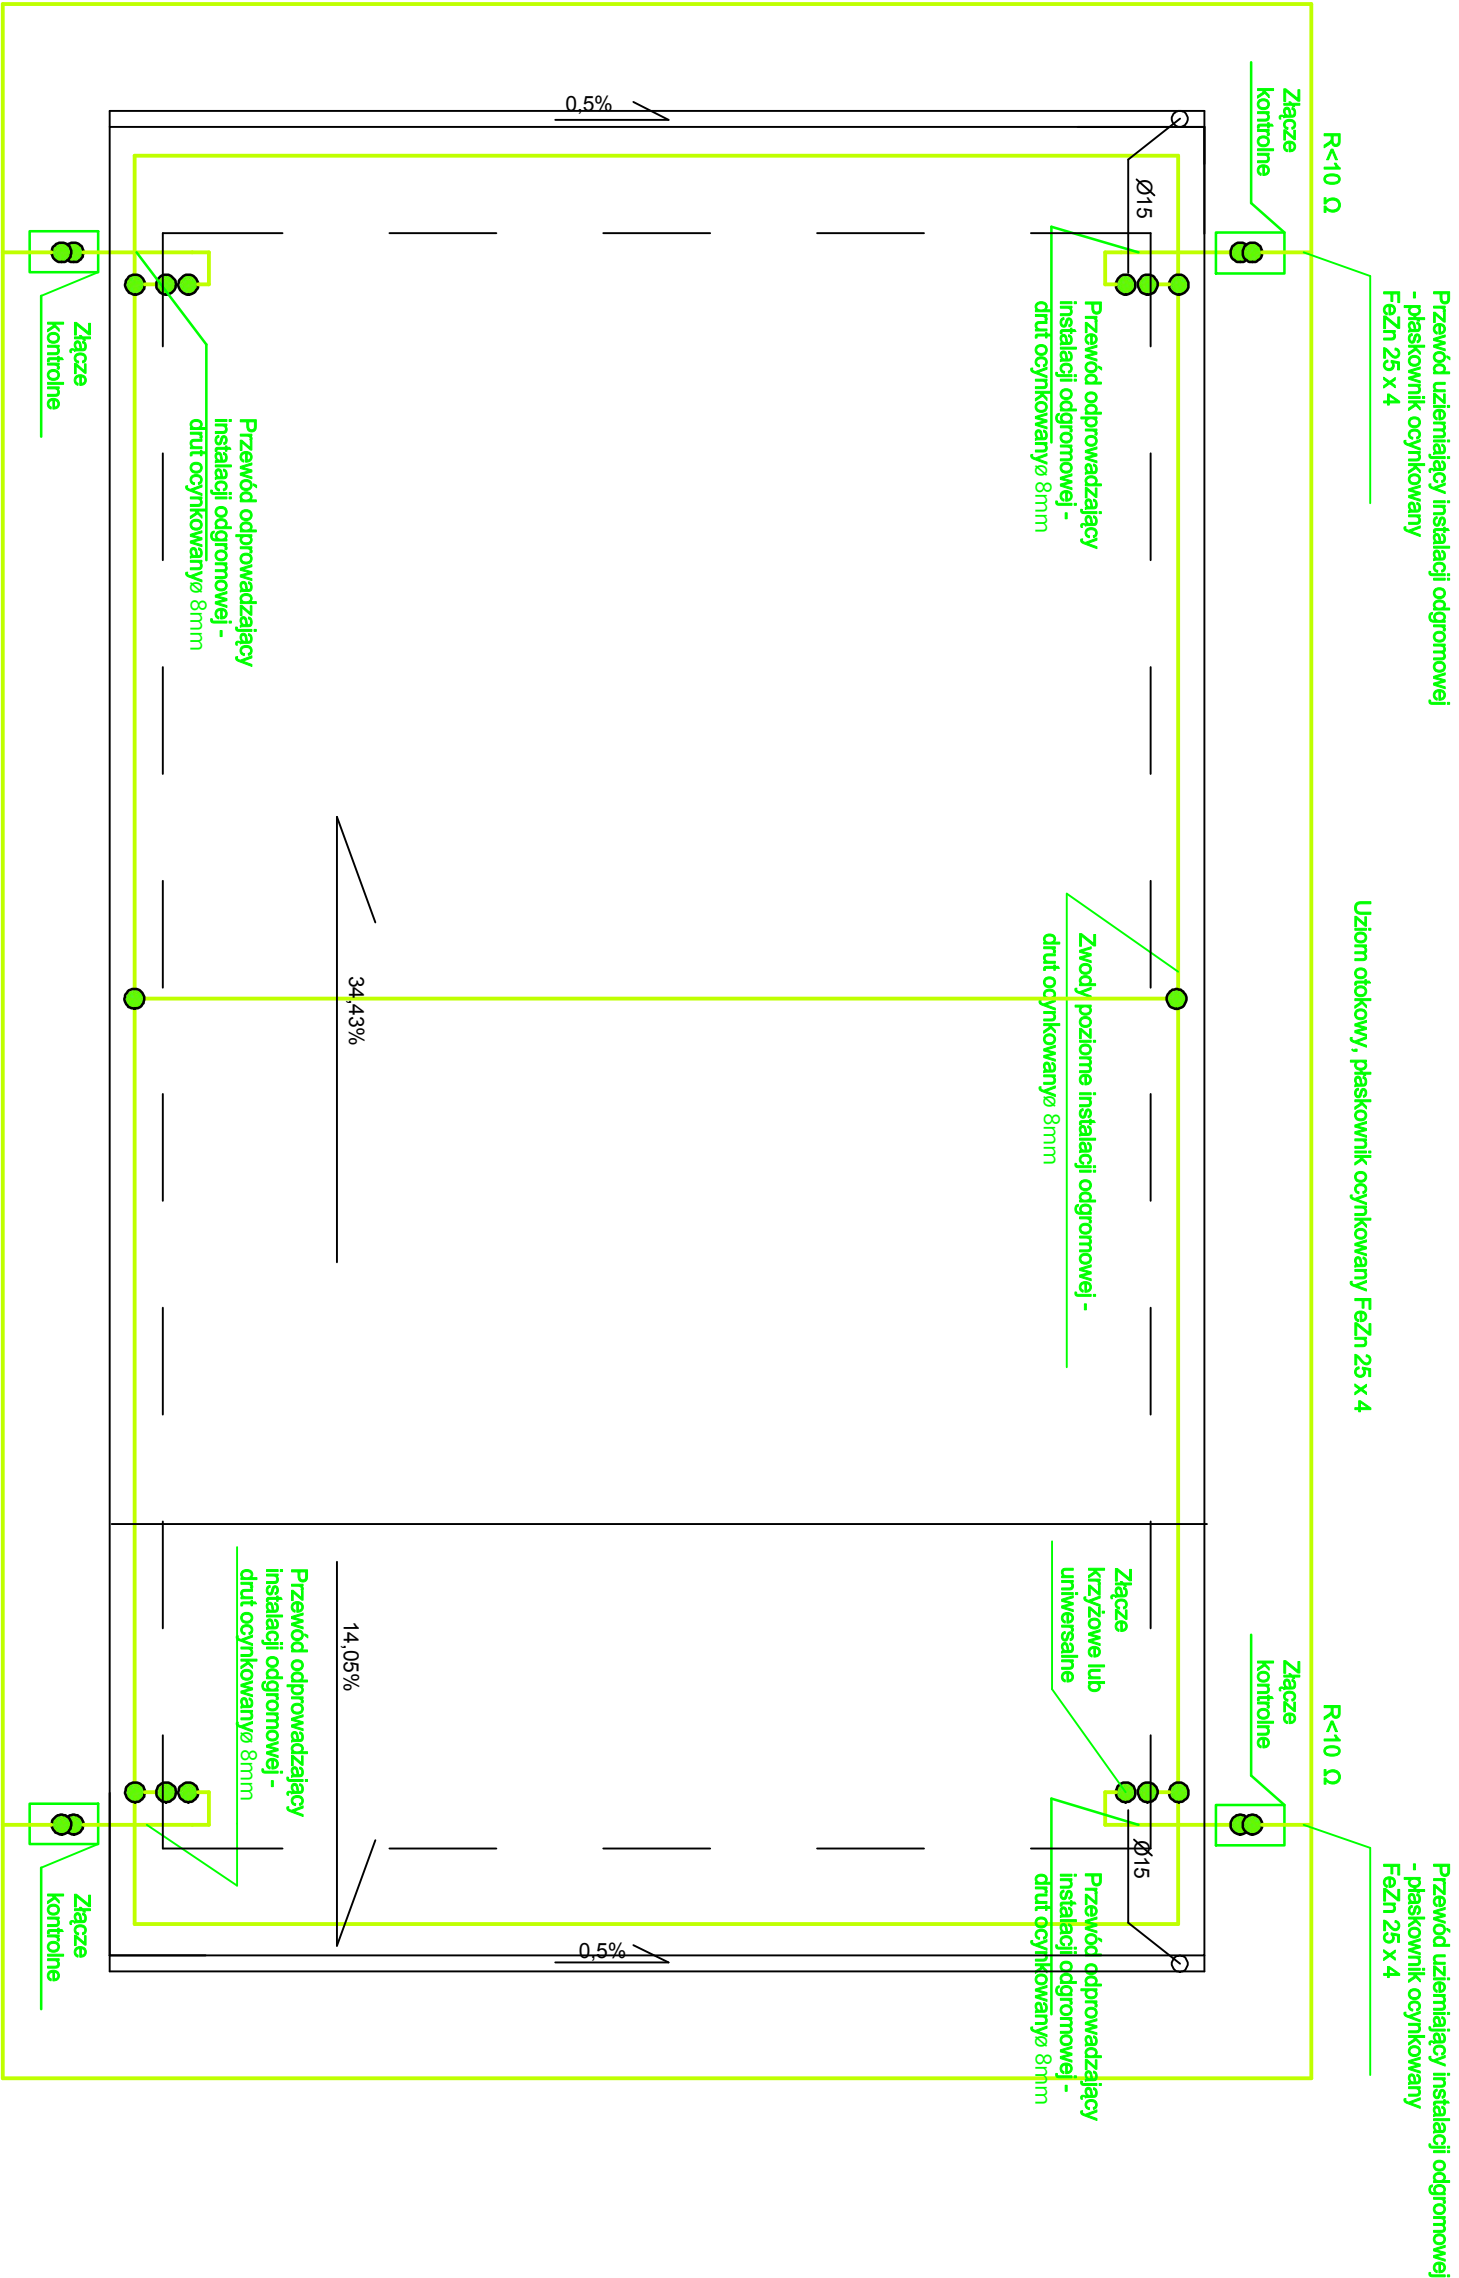 Przewód uziemiający instalacji odgromowej
- płaskownik ocynkowany
FeZn 25 x 4
Uziom otokowy, płaskownik ocynkowany FeZn 25 x 4
Przewód uziemiający instalacji odgromowej
- płaskownik ocynkowany
FeZn 25 x 4
R<10 Ω
R<10 Ω
Złącze
kontrolne
Złącze
kontrolne
Ø15
Ø15
Przewód odprowadzający
instalacji odgromowej -
drut ocynkowanyø 8mm
Zwody poziome instalacji odgromowej -
drut ocynkowanyø 8mm
Złącze
krzyżowe lub
uniwersalne
Przewód odprowadzający
instalacji odgromowej -
drut ocynkowanyø 8mm
0,5%
0,5%
34,43%
14,05%
Przewód odprowadzający
instalacji odgromowej -
drut ocynkowanyø 8mm
Przewód odprowadzający
instalacji odgromowej -
drut ocynkowanyø 8mm
Złącze
kontrolne
Złącze
kontrolne